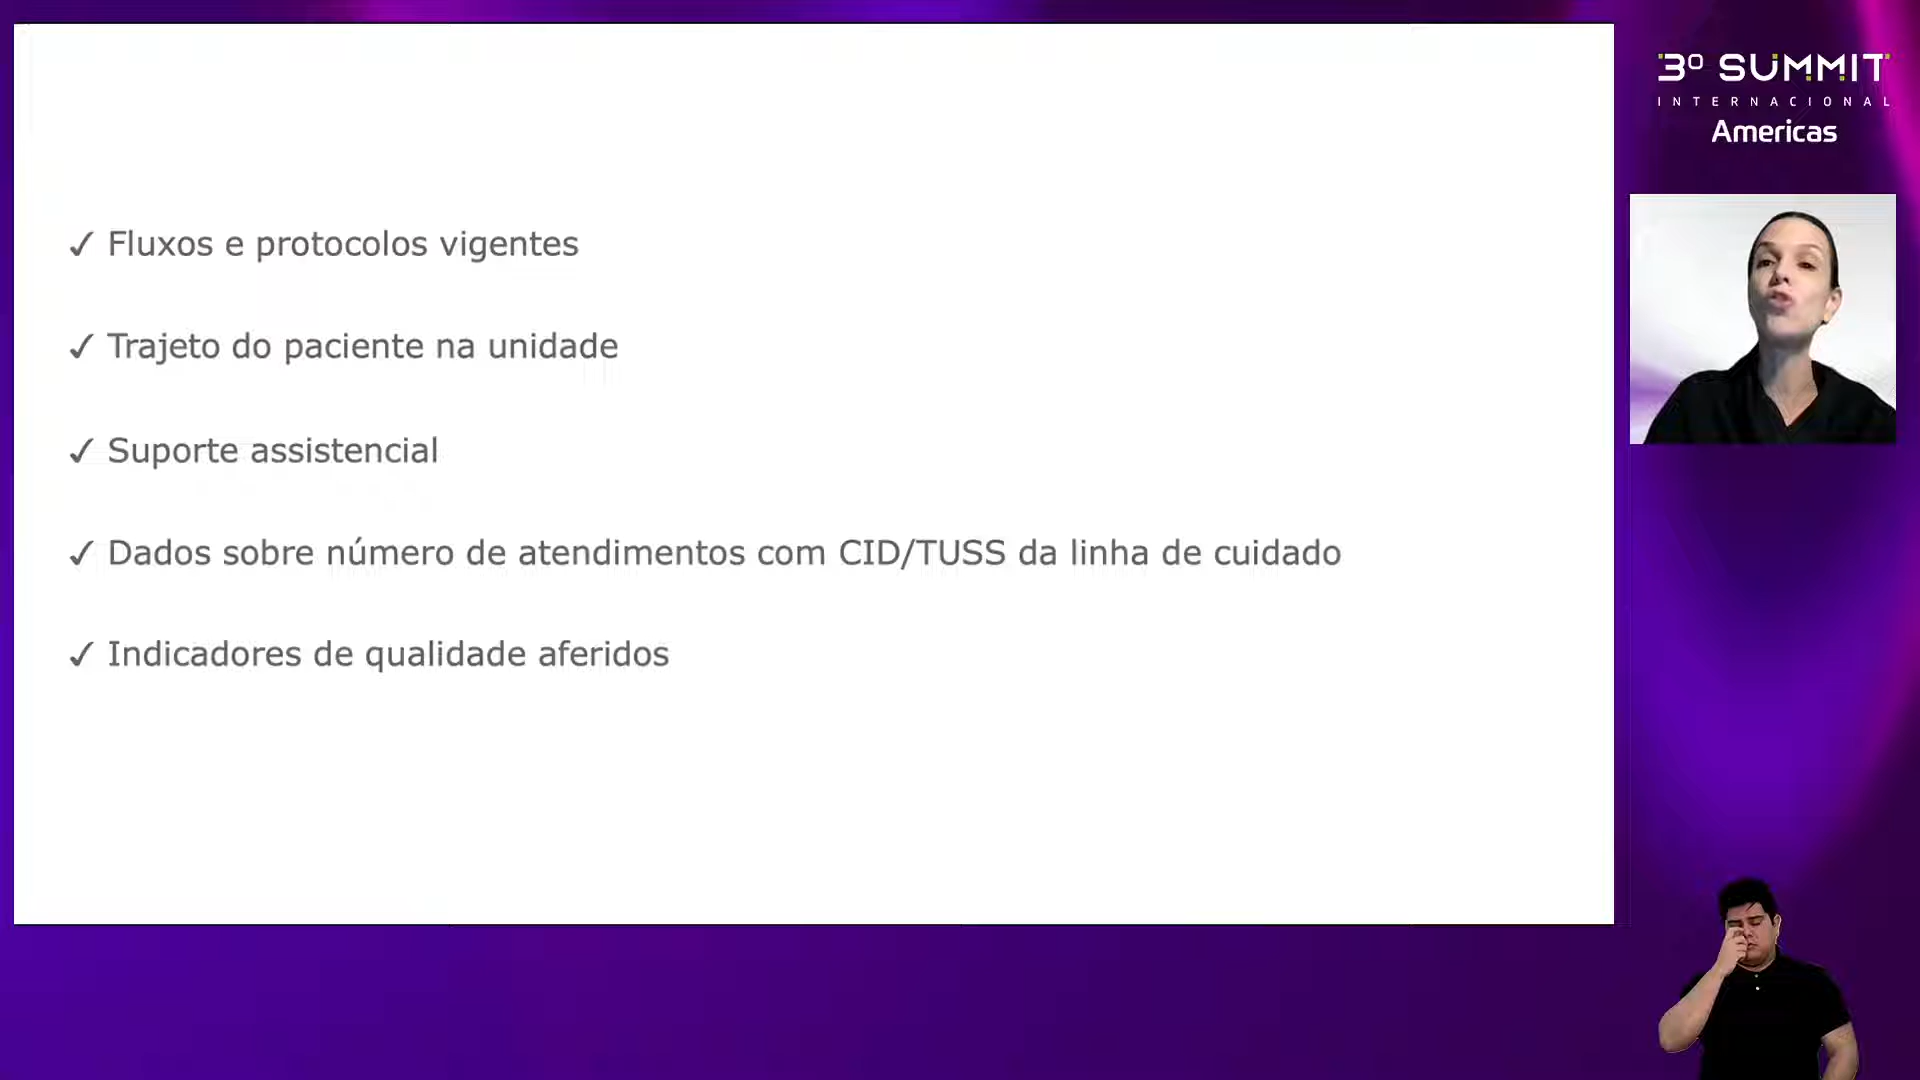 ✓ Fluxos e protocolos vigentes
✓ Trajeto do paciente na unidade
✓ Suporte assistencial
✓ Dados sobre número de atendimentos com CID/TUSS da linha de cuidado
✓ Indicadores de qualidade aferidos
3º SUMMIT
INTERNACIONAL
Americas